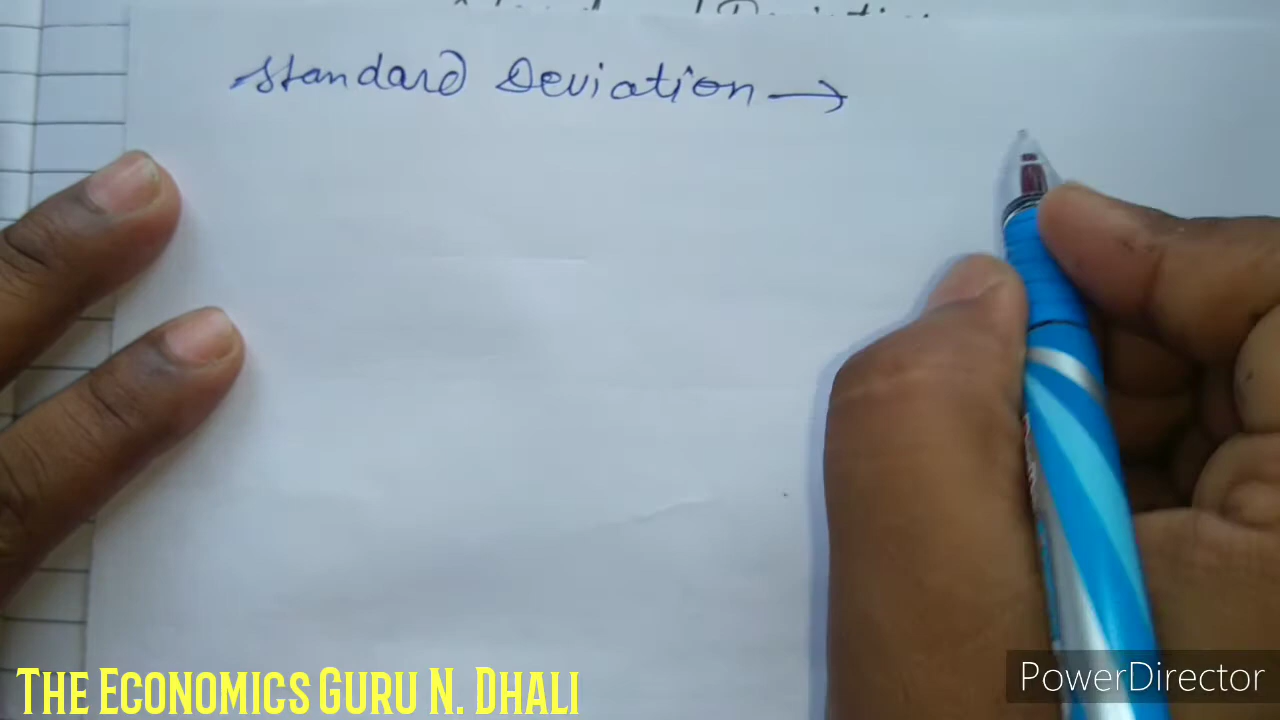 Standard Deviation →
THE ECONOMICS GURU N. DHALI
PowerDirector